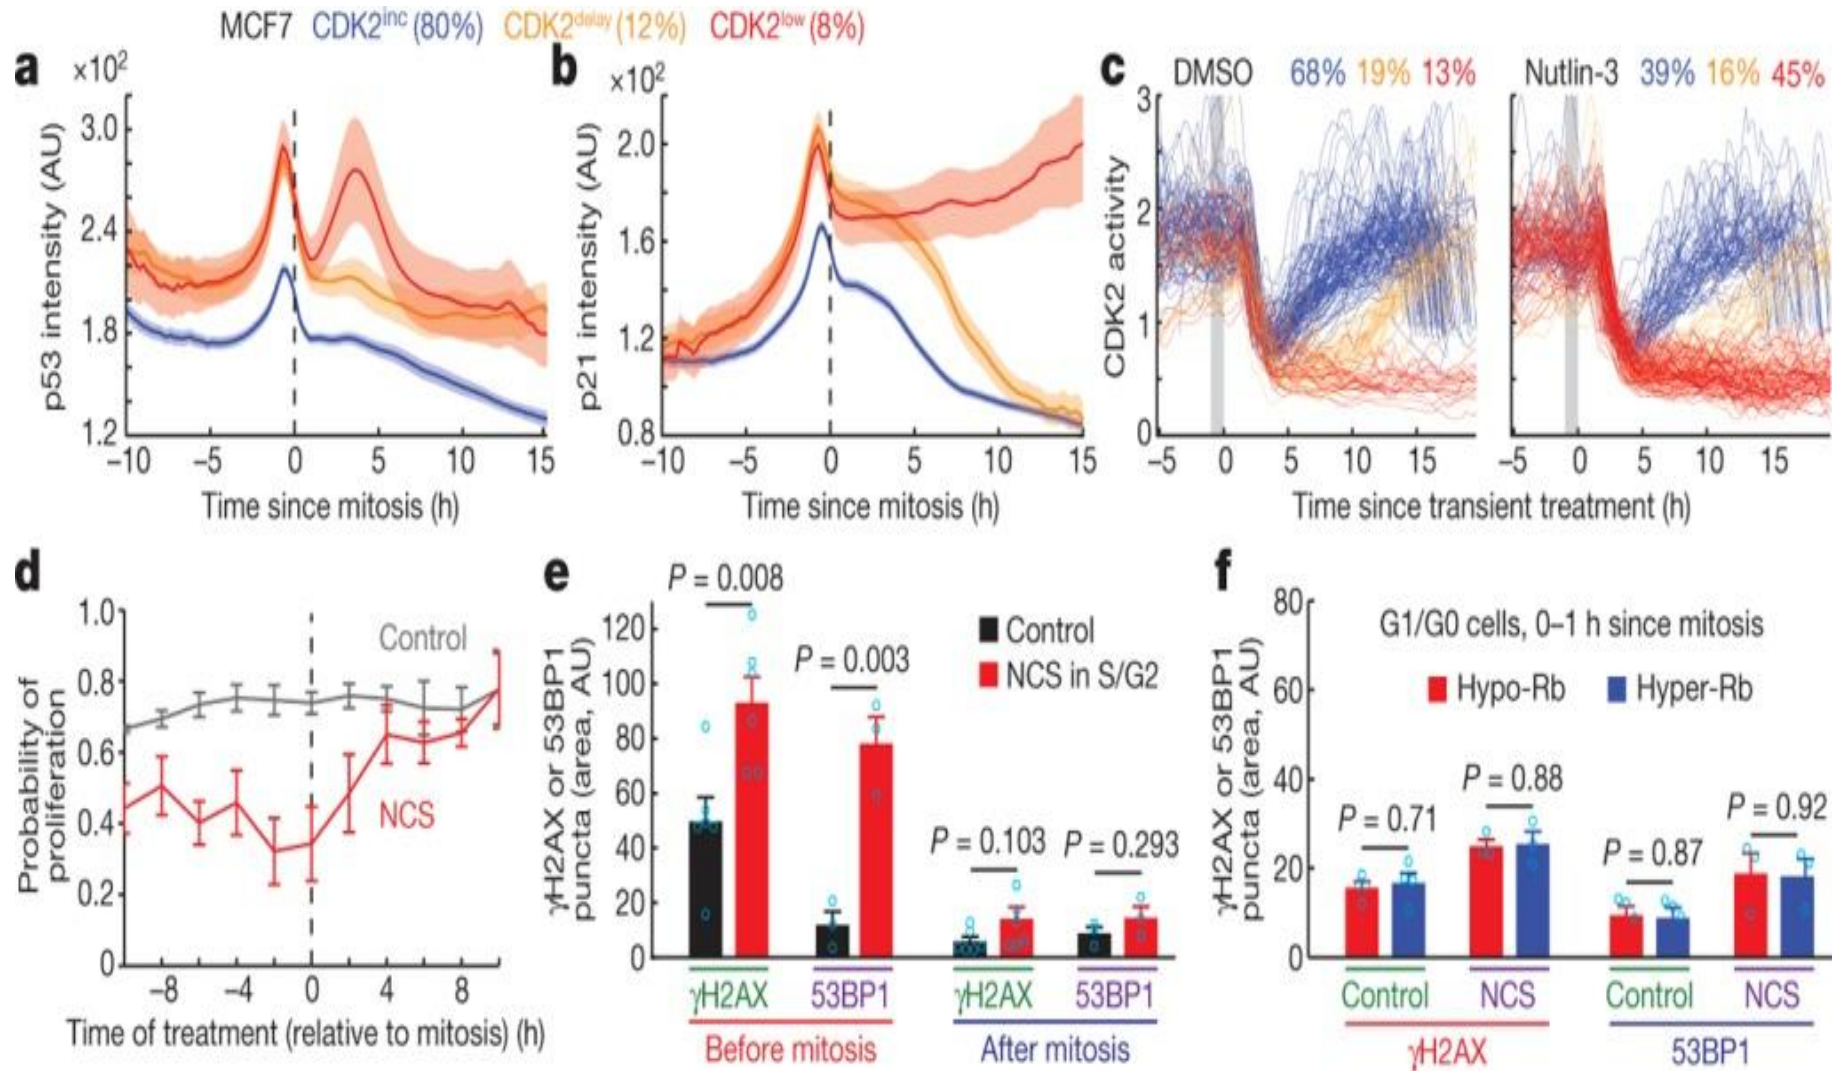 MCF7 CDK2inc (80%) CDK2delay (12%) CDK2low (8%)
a
×10²
p53 intensity (AU)
3.0
2.4
1.8
1.2
−10 −5 0 5 10 15
Time since mitosis (h)
b
×10²
p21 intensity (AU)
2.0
1.6
1.2
0.8
−10 −5 0 5 10 15
Time since mitosis (h)
c
DMSO 68% 19% 13%
Nutlin-3 39% 16% 45%
CDK2 activity
3
2
1
0
−5 0 5 10 15
−5 0 5 10 15
Time since transient treatment (h)
d
Probability of
proliferation
1.0
0.8
0.6
0.4
0.2
0
Control
NCS
−8 −4 0 4 8
Time of treatment (relative to mitosis) (h)
e
γH2AX or 53BP1
puncta (area, AU)
120
100
80
60
40
20
0
P = 0.008
P = 0.003
P = 0.103
P = 0.293
Control
NCS in S/G2
γH2AX 53BP1 γH2AX 53BP1
Before mitosis After mitosis
f
γH2AX or 53BP1
puncta (area, AU)
80
60
40
20
0
G1/G0 cells, 0–1 h since mitosis
Hypo-Rb Hyper-Rb
P = 0.71
P = 0.88
P = 0.87
P = 0.92
Control NCS Control NCS
γH2AX 53BP1